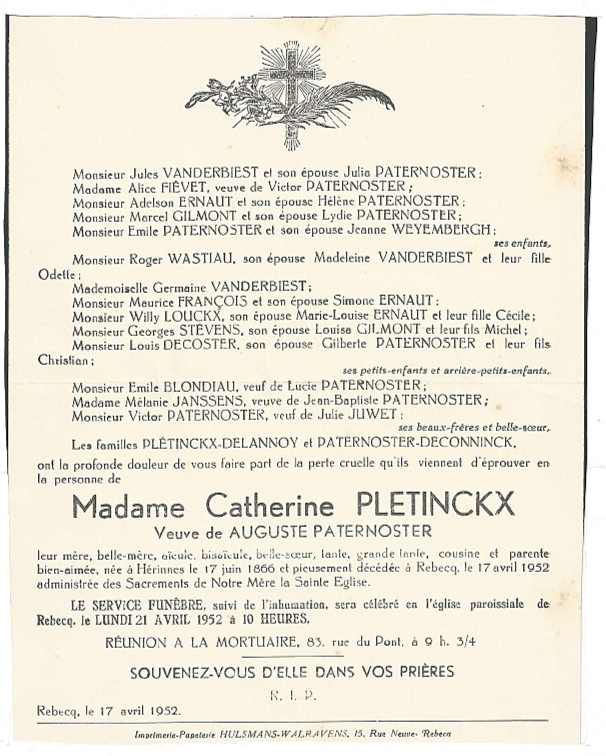 Monsieur Jules VANDERBIEST et son épouse Julia PATERNOSTER ;
Madame Alice FIÉVET, veuve de Victor PATERNOSTER ;
Monsieur Adelson ERNAUT et son épouse Hélène PATERNOSTER ;
Monsieur Marcel GILMONT et son épouse Lydie PATERNOSTER ;
Monsieur Emile PATERNOSTER et son épouse Jeanne WEYEMBERGH ;
ses enfants,
Monsieur Roger WASTIAU, son épouse Madeleine VANDERBIEST et leur fille
Odette ;
Mademoiselle Germaine VANDERBIEST ;
Monsieur Maurice FRANÇOIS et son épouse Simone ERNAUT ;
Monsieur Willy LOUCKX, son épouse Marie-Louise ERNAUT et leur fille Cécile ;
Monsieur Georges STEVENS, son épouse Louisa GILMONT et leur fils Michel ;
Monsieur Louis DECOSTER, son épouse Gilberte PATERNOSTER et leur fils
Christian ;
ses petits-enfants et arrière-petits-enfants,
Monsieur Emile BLONDIAU, veuf de Lucie PATERNOSTER ;
Madame Mélanie JANSSENS, veuve de Jean-Baptiste PATERNOSTER ;
Monsieur Victor PATERNOSTER, veuf de Julie JUWET ;
ses beaux-frères et belle-sœur,
Les familles PLÉTINCKX-DELANNOY et PATERNOSTER-DECONNINCK,
ont la profonde douleur de vous faire part de la perte cruelle qu'ils viennent d'éprouver en
la personne de
Madame Catherine PLETINCKX
Veuve de AUGUSTE PATERNOSTER
leur mère, belle-mère, aïeule, bisaïeule, belle-sœur, tante, grande tante, cousine et parente
bien-aimée, née à Hérinnes le 17 juin 1866 et pieusement décédée à Rebecq, le 17 avril 1952
administrée des Sacrements de Notre Mère la Sainte Eglise.
LE SERVICE FUNÈBRE, suivi de l'inhumation, sera célébré en l'église paroissiale de
Rebecq, le LUNDI 21 AVRIL 1952 à 10 HEURES.
RÉUNION A LA MORTUAIRE, 83, rue du Pont, à 9 h. 3/4
SOUVENEZ-VOUS D'ELLE DANS VOS PRIÈRES
R. I. P.
Rebecq, le 17 avril 1952.
Imprimerie-Papeterie HULSMANS-WALRAVENS, 15, Rue Neuve- Rebecq